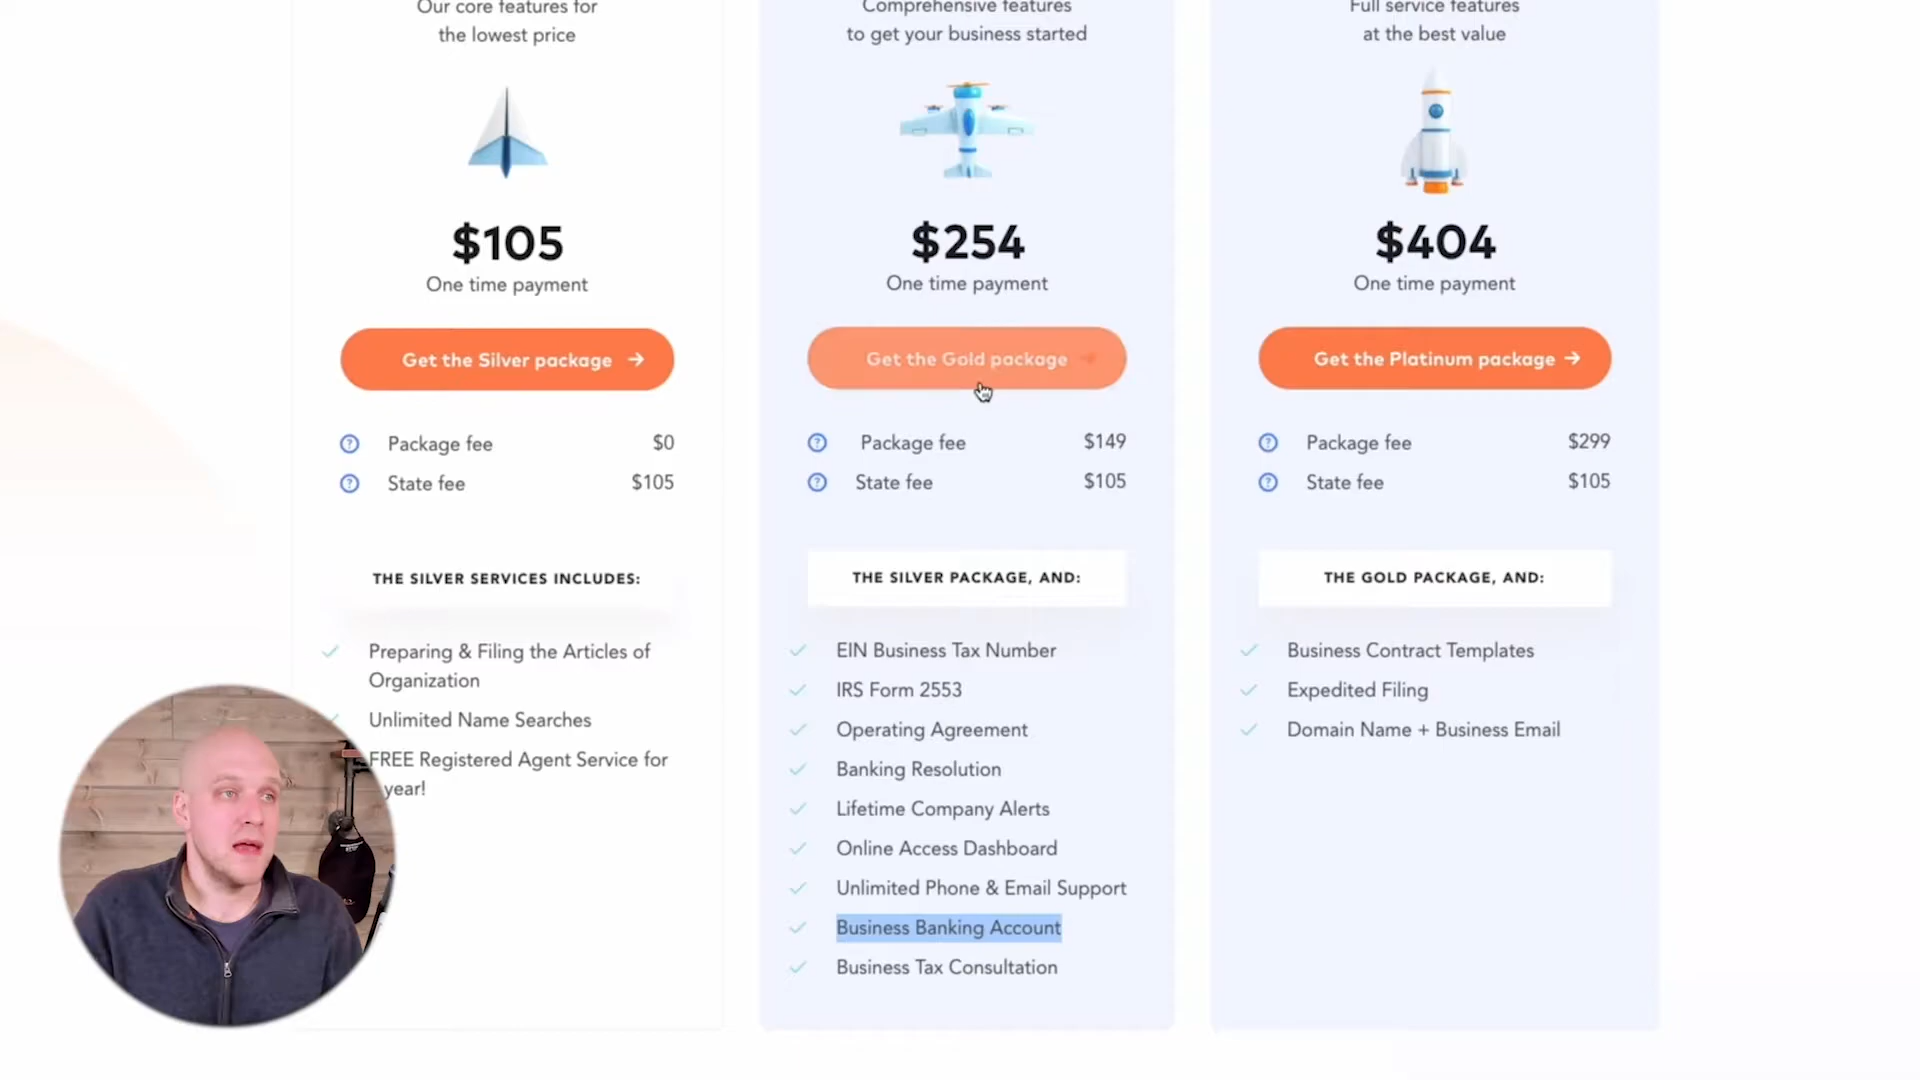 Our core features for
the lowest price
$105
One time payment
Get the Silver package →
Package fee $0
State fee $105
THE SILVER SERVICES INCLUDES:
Preparing & Filing the Articles of
Organization
Unlimited Name Searches
FREE Registered Agent Service for
year!
Comprehensive features
to get your business started
$254
One time payment
Get the Gold package
Package fee $149
State fee $105
THE SILVER PACKAGE, AND:
EIN Business Tax Number
IRS Form 2553
Operating Agreement
Banking Resolution
Lifetime Company Alerts
Online Access Dashboard
Unlimited Phone & Email Support
Business Banking Account
Business Tax Consultation
Full service features
at the best value
$404
One time payment
Get the Platinum package →
Package fee $299
State fee $105
THE GOLD PACKAGE, AND:
Business Contract Templates
Expedited Filing
Domain Name + Business Email